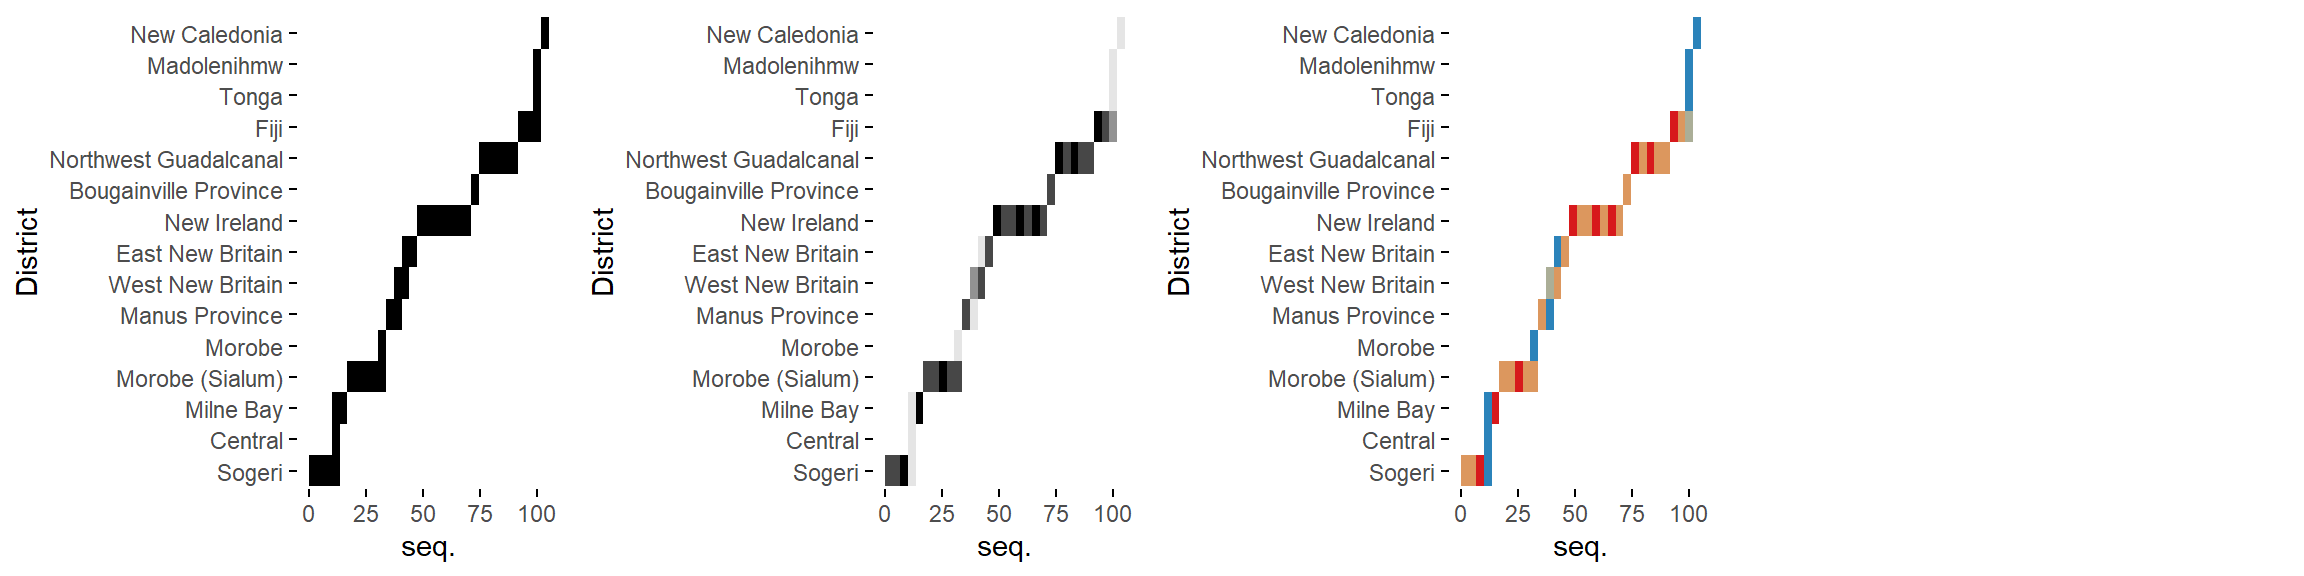 District
New Caledonia
Madolenihmw
Tonga
Fiji
Northwest Guadalcanal
Bougainville Province
New Ireland
East New Britain
West New Britain
Manus Province
Morobe
Morobe (Sialum)
Milne Bay
Central
Sogeri
0 25 50 75 100
seq.
District
New Caledonia
Madolenihmw
Tonga
Fiji
Northwest Guadalcanal
Bougainville Province
New Ireland
East New Britain
West New Britain
Manus Province
Morobe
Morobe (Sialum)
Milne Bay
Central
Sogeri
0 25 50 75 100
seq.
District
New Caledonia
Madolenihmw
Tonga
Fiji
Northwest Guadalcanal
Bougainville Province
New Ireland
East New Britain
West New Britain
Manus Province
Morobe
Morobe (Sialum)
Milne Bay
Central
Sogeri
0 25 50 75 100
seq.